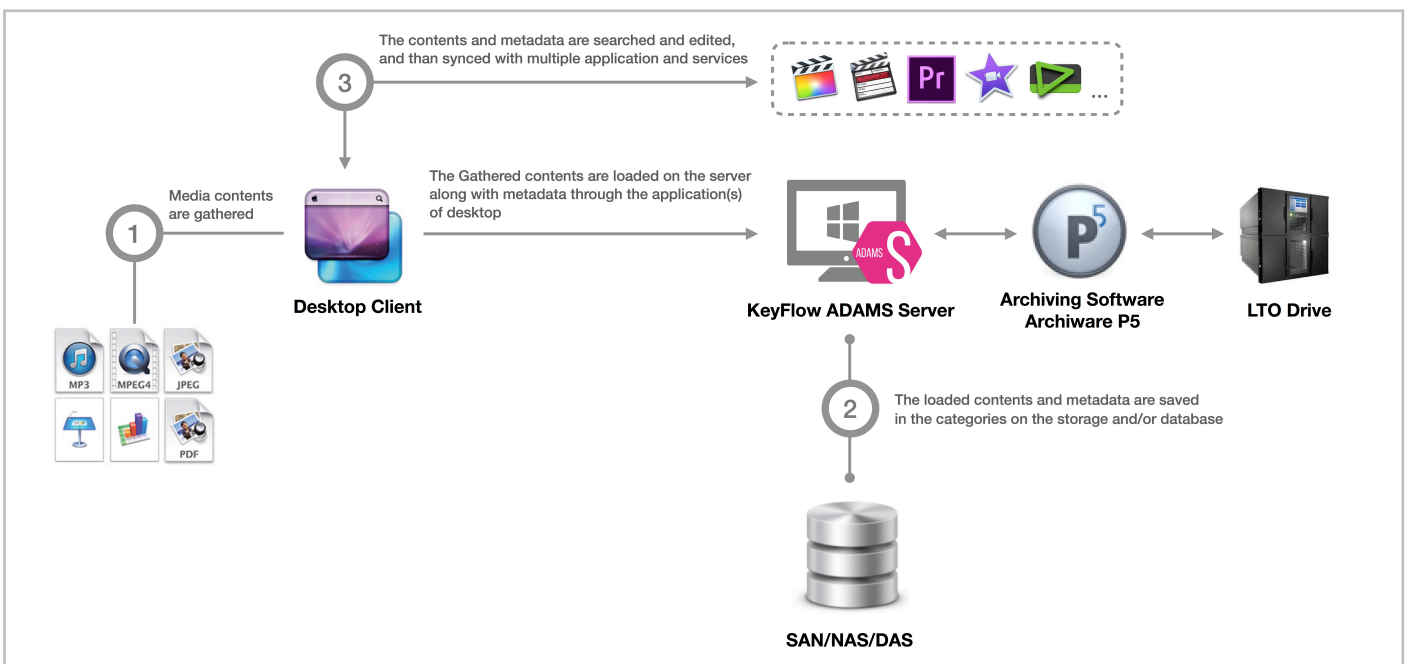 The contents and metadata are searched and edited,
and than synced with multiple application and services
3
Pr
...
Media contents
are gathered
1
The Gathered contents are loaded on the server
along with metadata through the application(s)
of desktop
ADAMS
S
P5
Desktop Client
KeyFlow ADAMS Server
Archiving Software
Archiware P5
LTO Drive
MP3
MPEG4
JPEG
PDF
2
The loaded contents and metadata are saved
in the categories on the storage and/or database
SAN/NAS/DAS